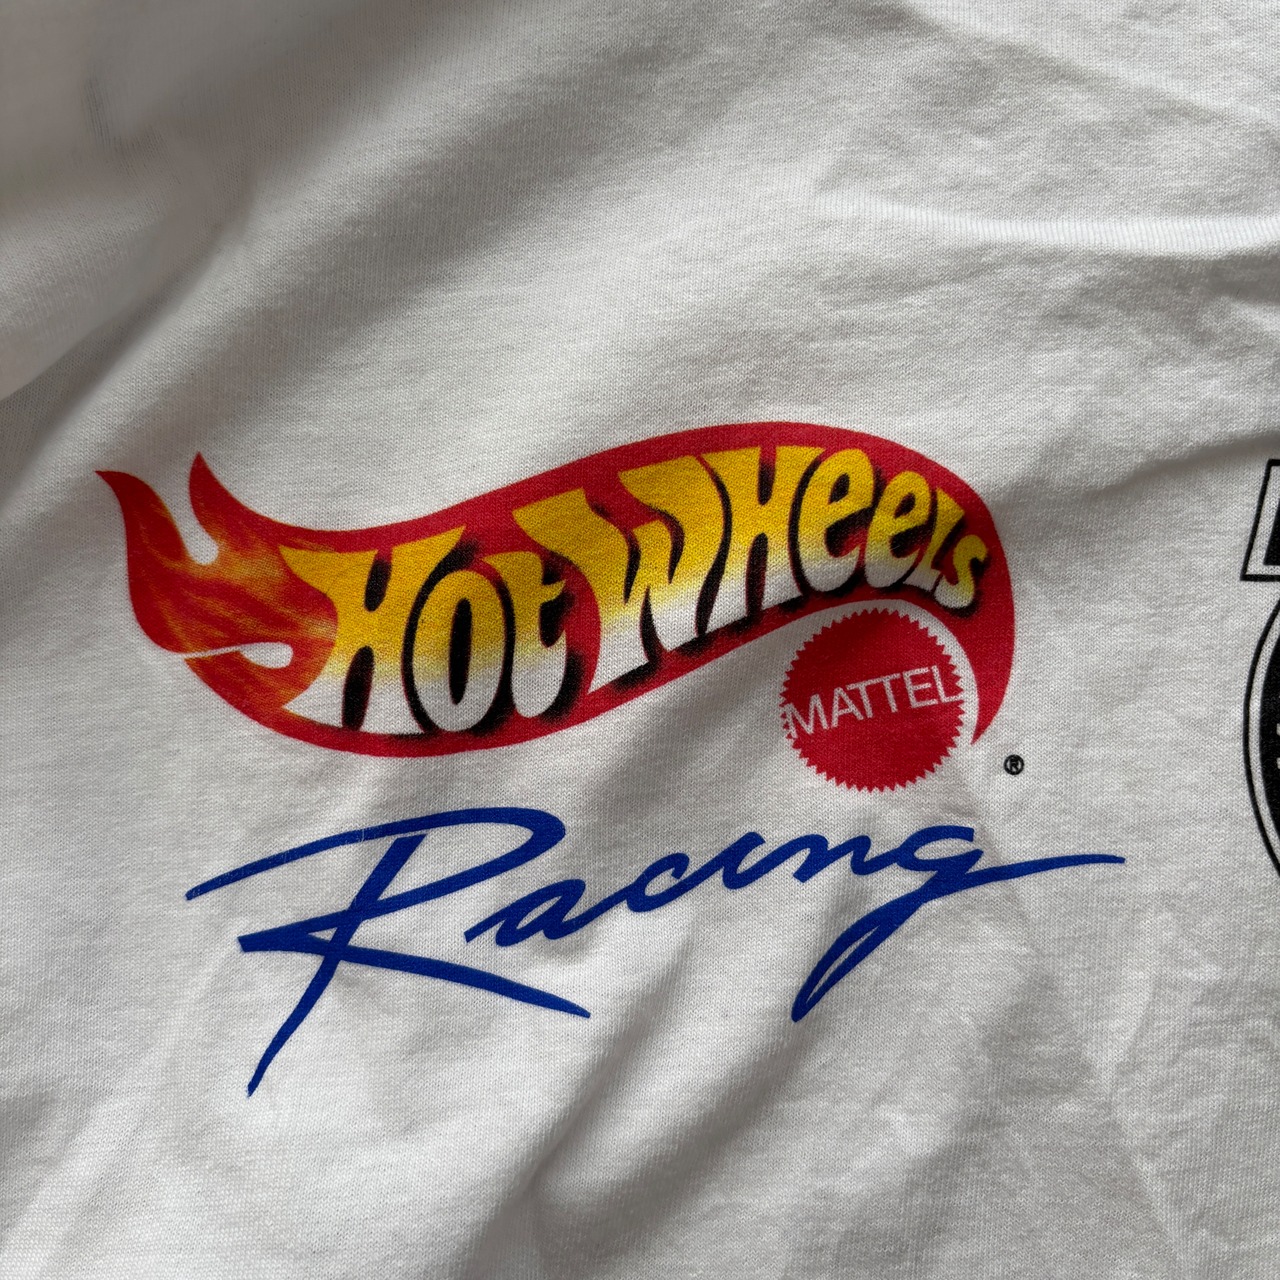 Hot Wheels
MATTEL
®
Racing